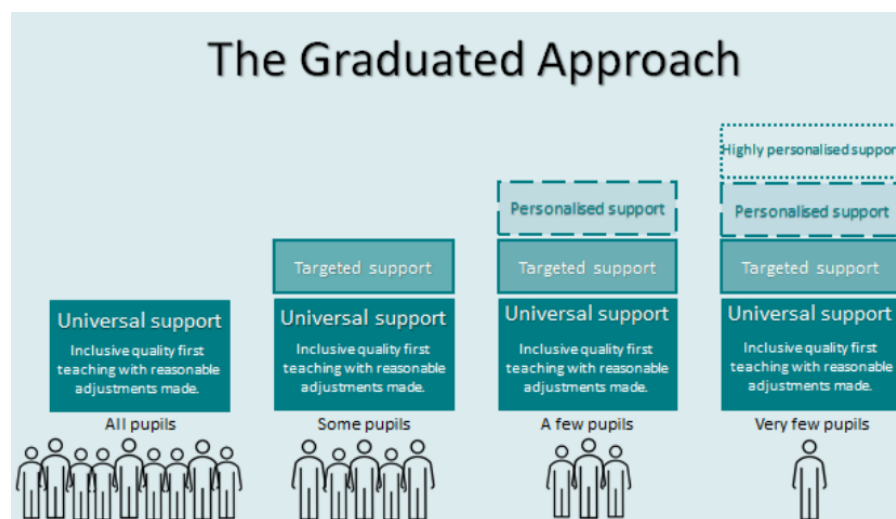 The Graduated Approach
Highly personalised suppor
Personalised support
Personalised support
Targeted support
Targeted support
Targeted support
Universal support
Inclusive quality first
teaching with reasonable
adjustments made.
Universal support
Inclusive quality first
teaching with reasonable
adjustments made.
Universal support
Inclusive quality first
teaching with reasonable
adjustments made.
Universal support
Inclusive quality first
teaching with reasonable
adjustments made.
All pupils
Some pupils
A few pupils
Very few pupils